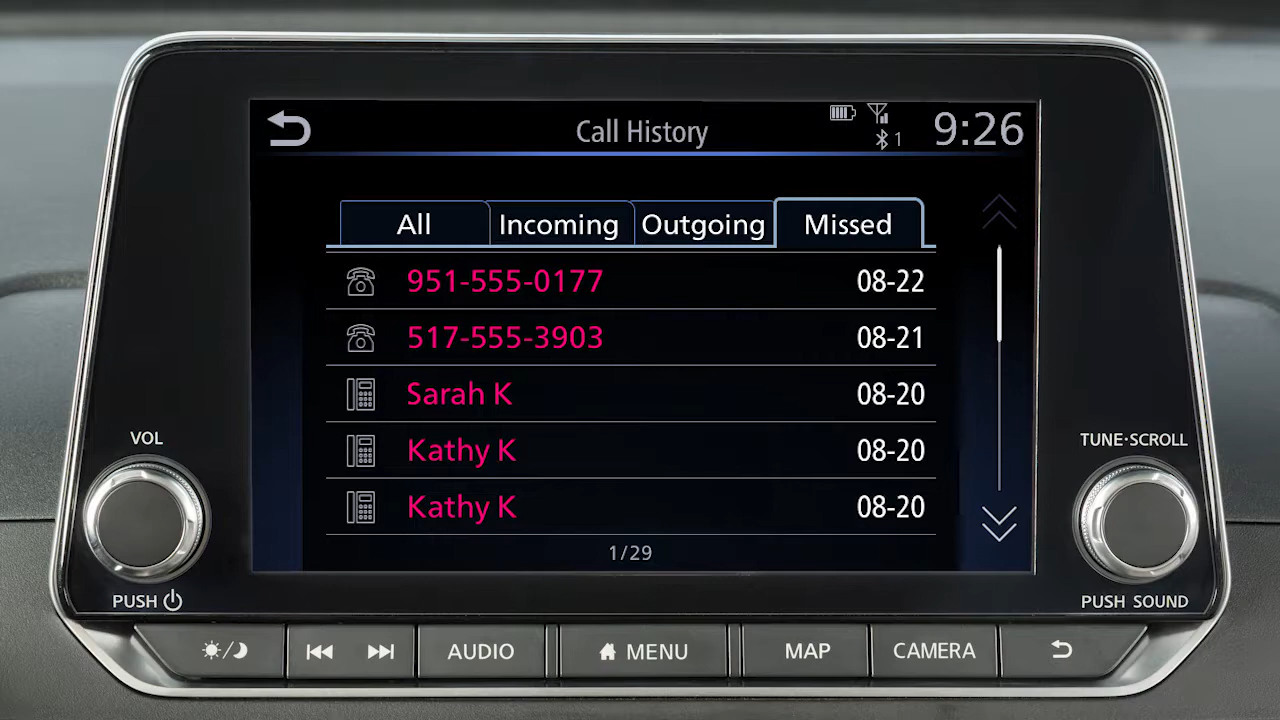 Call History
1
9:26
All Incoming Outgoing Missed
951-555-0177 08-22
517-555-3903 08-21
Sarah K 08-20
Kathy K 08-20
Kathy K 08-20
1/29
VOL
PUSH
TUNE·SCROLL
PUSH SOUND
AUDIO MENU MAP CAMERA